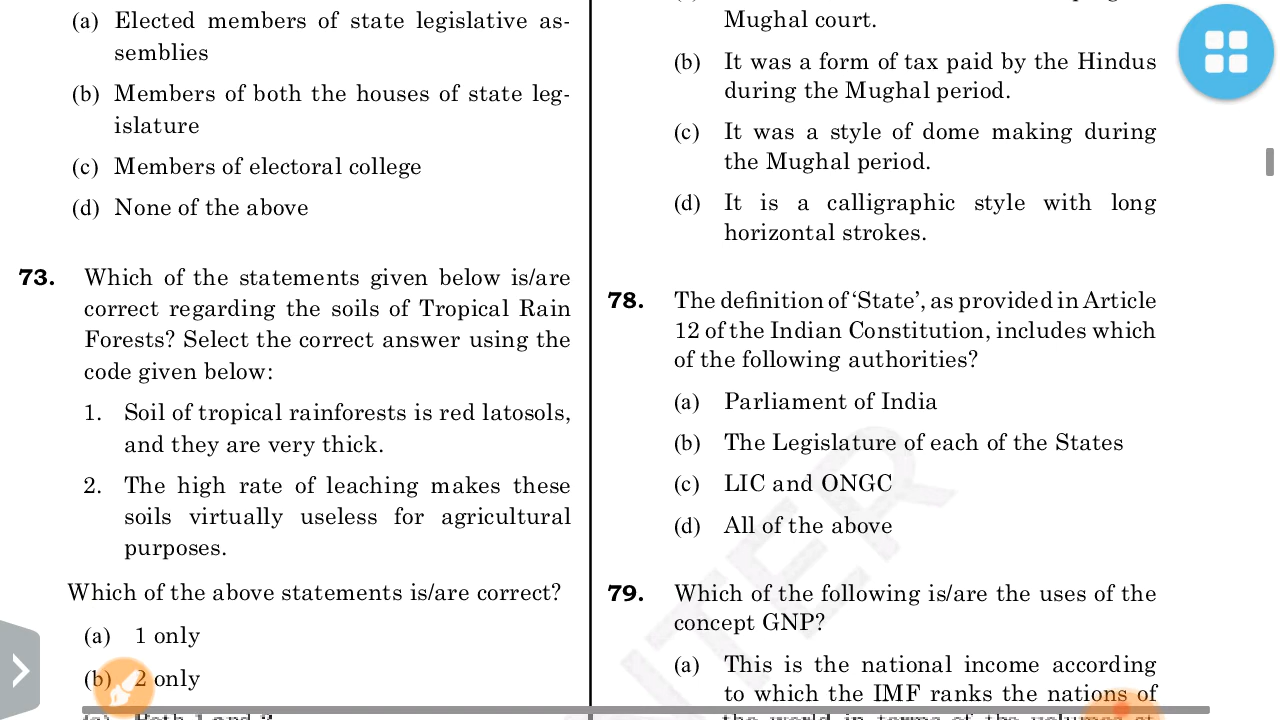 (a) Elected members of state legislative as-
semblies
(b) Members of both the houses of state leg-
islature
(c) Members of electoral college
(d) None of the above
73. Which of the statements given below is/are
correct regarding the soils of Tropical Rain
Forests? Select the correct answer using the
code given below:
1. Soil of tropical rainforests is red latosols,
and they are very thick.
2. The high rate of leaching makes these
soils virtually useless for agricultural
purposes.
Which of the above statements is/are correct?
(a) 1 only
(b) 2 only
Mughal court.
(b) It was a form of tax paid by the Hindus
during the Mughal period.
(c) It was a style of dome making during
the Mughal period.
(d) It is a calligraphic style with long
horizontal strokes.
78. The definition of ‘State’, as provided in Article
12 of the Indian Constitution, includes which
of the following authorities?
(a) Parliament of India
(b) The Legislature of each of the States
(c) LIC and ONGC
(d) All of the above
79. Which of the following is/are the uses of the
concept GNP?
(a) This is the national income according
to which the IMF ranks the nations of